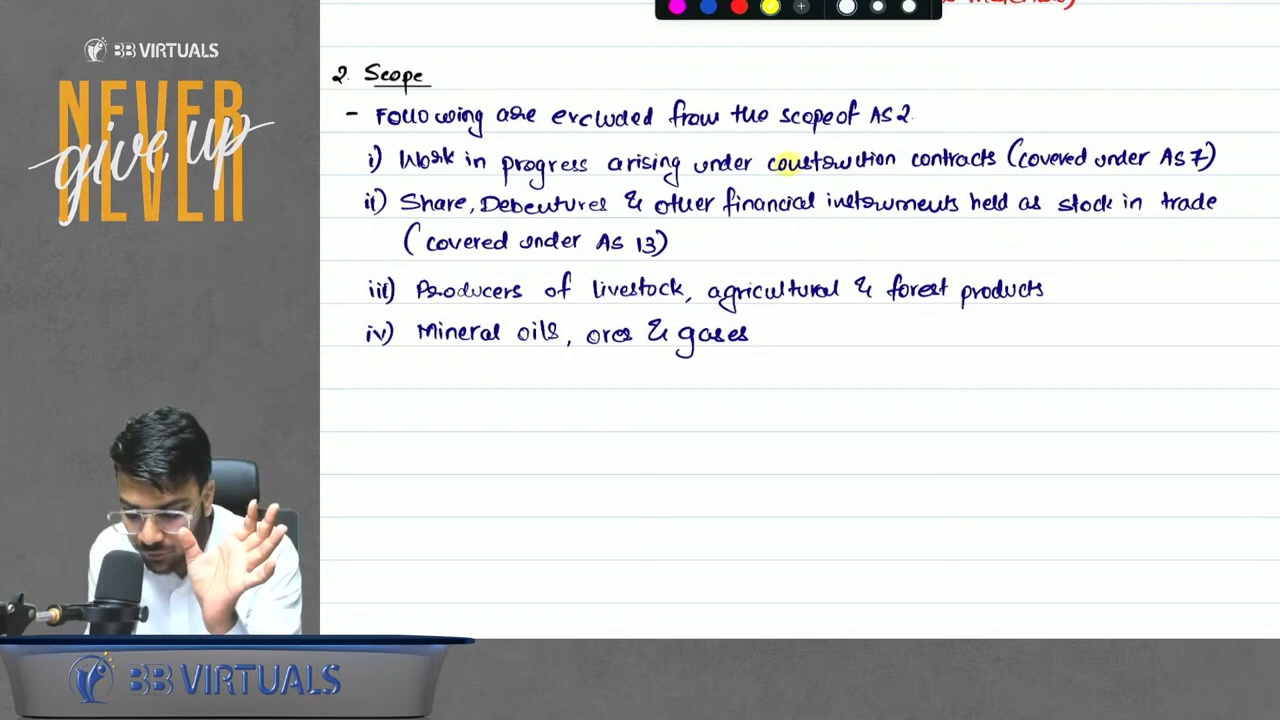 BB VIRTUALS
NEVER
give up
NEVER
2. Scope
- Following are excluded from the scope of AS 2.
i) Work in progress arising under construction contracts (covered under AS 7)
ii) Share, Debentures & other financial instruments held as stock in trade
(covered under AS 13)
iii) Producers of livestock, agricultural & forest products
iv) Mineral oils, ores & gases
BB VIRTUALS